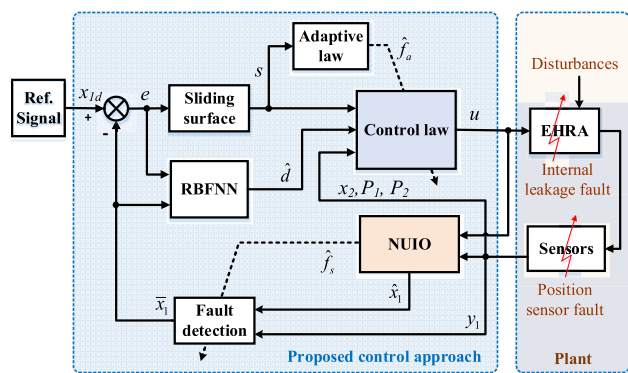 Adaptive
law
f̂ₐ
Disturbances
x₁d
e
s
Ref.
Signal
+
-
Sliding
surface
Control law
u
EHRA
Internal
leakage fault
RBFNN
d̂
x₂, P₁, P₂
NUIO
Sensors
f̂ₛ
x̂₁
Position
sensor fault
x̄₁
Fault
detection
y₁
Proposed control approach
Plant